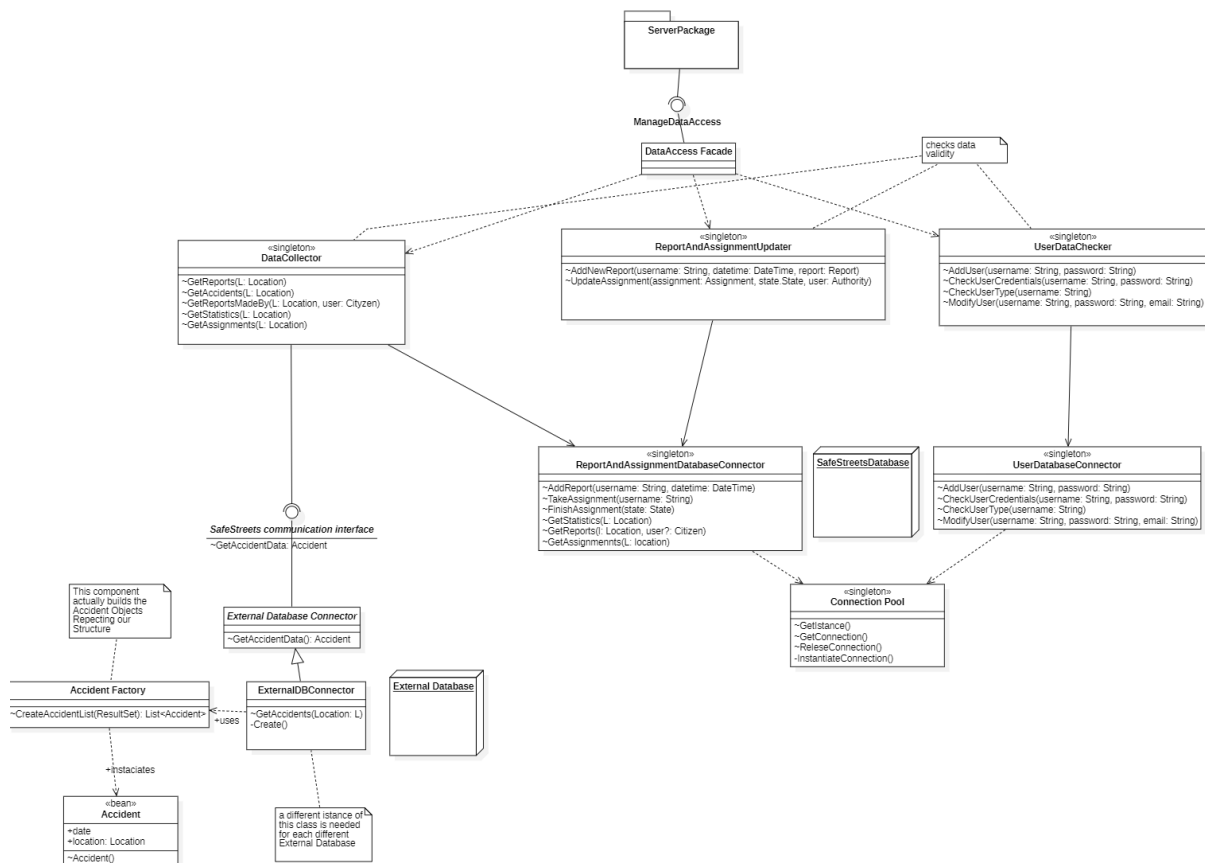 ServerPackage
ManageDataAccess
DataAccess Facade
checks data
validity
«singleton»
DataCollector
~GetReports(L: Location)
~GetAccidents(L: Location)
~GetReportsMadeBy(L: Location, user: Cityzen)
~GetStatistics(L: Location)
~GetAssignments(L: Location)
«singleton»
ReportAndAssignmentUpdater
~AddNewReport(username: String, datetime: DateTime, report: Report)
~UpdateAssignment(assignment: Assignment, state.State, user: Authority)
«singleton»
UserDataChecker
~AddUser(username: String, password: String)
~CheckUserCredentials(username: String, password: String)
~CheckUserType(username: String)
~ModifyUser(username: String, password: String, email: String)
SafeStreets communication interface
~GetAccidentData: Accident
«singleton»
ReportAndAssignmentDatabaseConnector
~AddReport(username: String, datetime: DateTime)
~TakeAssignment(username: String)
~FinishAssignment(state: State)
~GetStatistics(L: Location)
~GetReports(l: Location, user?: Citizen)
~GetAssignmennts(L: location)
SafeStreetsDatabase
«singleton»
UserDatabaseConnector
~AddUser(username: String, password: String)
~CheckUserCredentials(username: String, password: String)
~CheckUserType(username: String)
~ModifyUser(username: String, password: String, email: String)
This component
actually builds the
Accident Objects
Repecting our
Structure
External Database Connector
~GetAccidentData(): Accident
«singleton»
Connection Pool
~GetIstance()
~GetConnection()
~ReleseConnection()
-InstantiateConnection()
Accident Factory
~CreateAccidentList(ResultSet): List<Accident>
+uses
ExternalDBConnector
~GetAccidents(Location: L)
-Create()
External Database
+instaciates
«bean»
Accident
+date
+location: Location
~Accident()
a different istance of
this class is needed
for each different
External Database